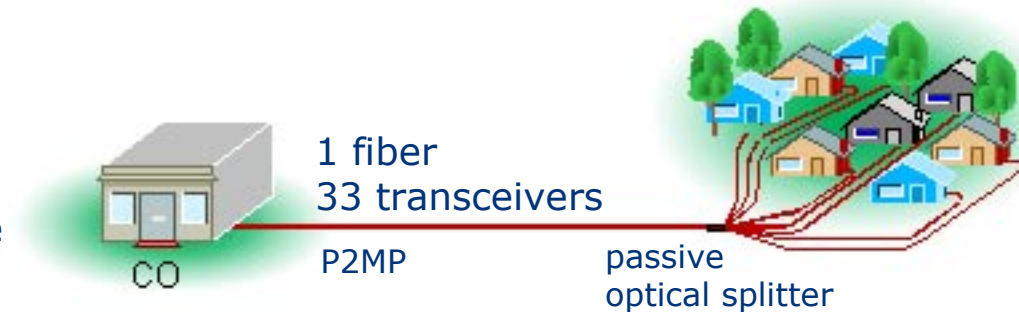 1 fiber
33 transceivers
e
CO
P2MP
passive
optical splitter